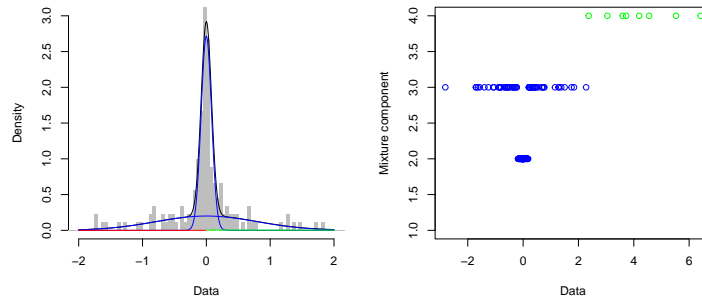 Density
0.0 0.5 1.0 1.5 2.0 2.5 3.0
−2 −1 0 1 2
Data
Mixture component
1.0 1.5 2.0 2.5 3.0 3.5 4.0
−2 0 2 4 6
Data